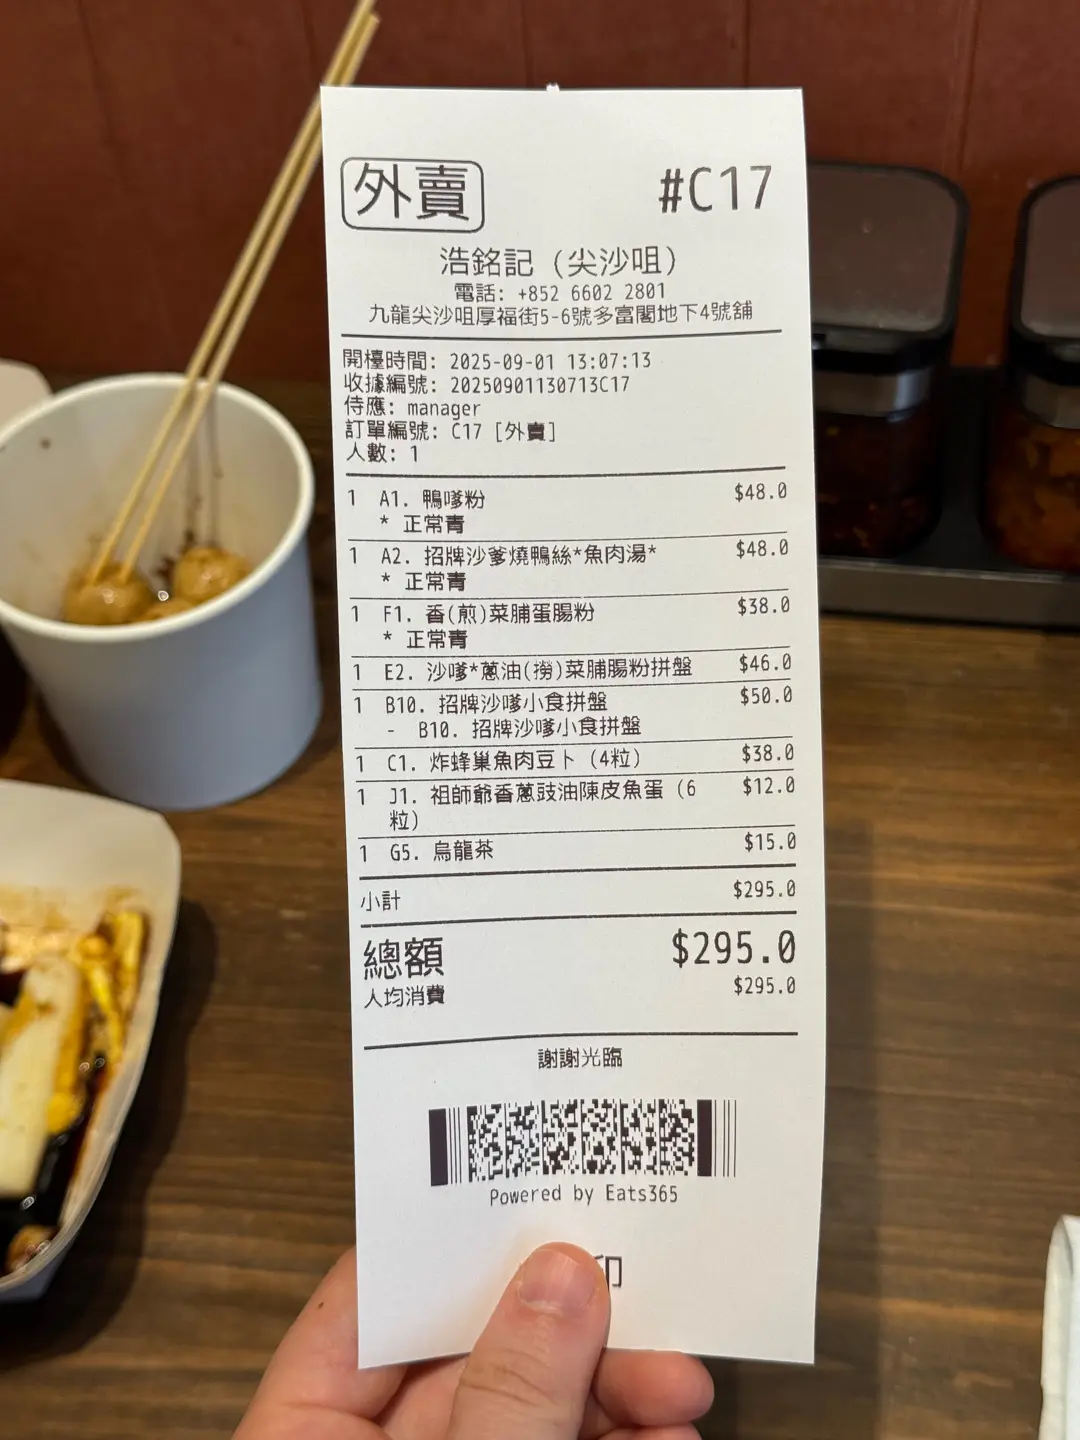 外賣 #C17
浩銘記 (尖沙咀)
電話: +852 6602 2801
九龍尖沙咀厚福街5-6號多富閣地下4號舖
開檯時間: 2025-09-01 13:07:13
收據編號: 20250901130713C17
侍應: manager
訂單編號: C17 [外賣]
人數: 1
1 A1. 鴨嗲粉 $48.0
* 正常青
1 A2. 招牌沙爹燒鴨絲*魚肉湯* $48.0
* 正常青
1 F1. 香(煎)菜脯蛋腸粉 $38.0
* 正常青
1 E2. 沙嗲*蔥油(撈)菜脯腸粉拼盤 $46.0
1 B10. 招牌沙嗲小食拼盤 $50.0
- B10. 招牌沙嗲小食拼盤
1 C1. 炸蜂巢魚肉豆卜 (4粒) $38.0
1 J1. 祖師爺香蔥豉油陳皮魚蛋 (6 $12.0
粒)
1 G5. 烏龍茶 $15.0
小計 $295.0
總額 $295.0
人均消費 $295.0
謝謝光臨
Powered by Eats365
印